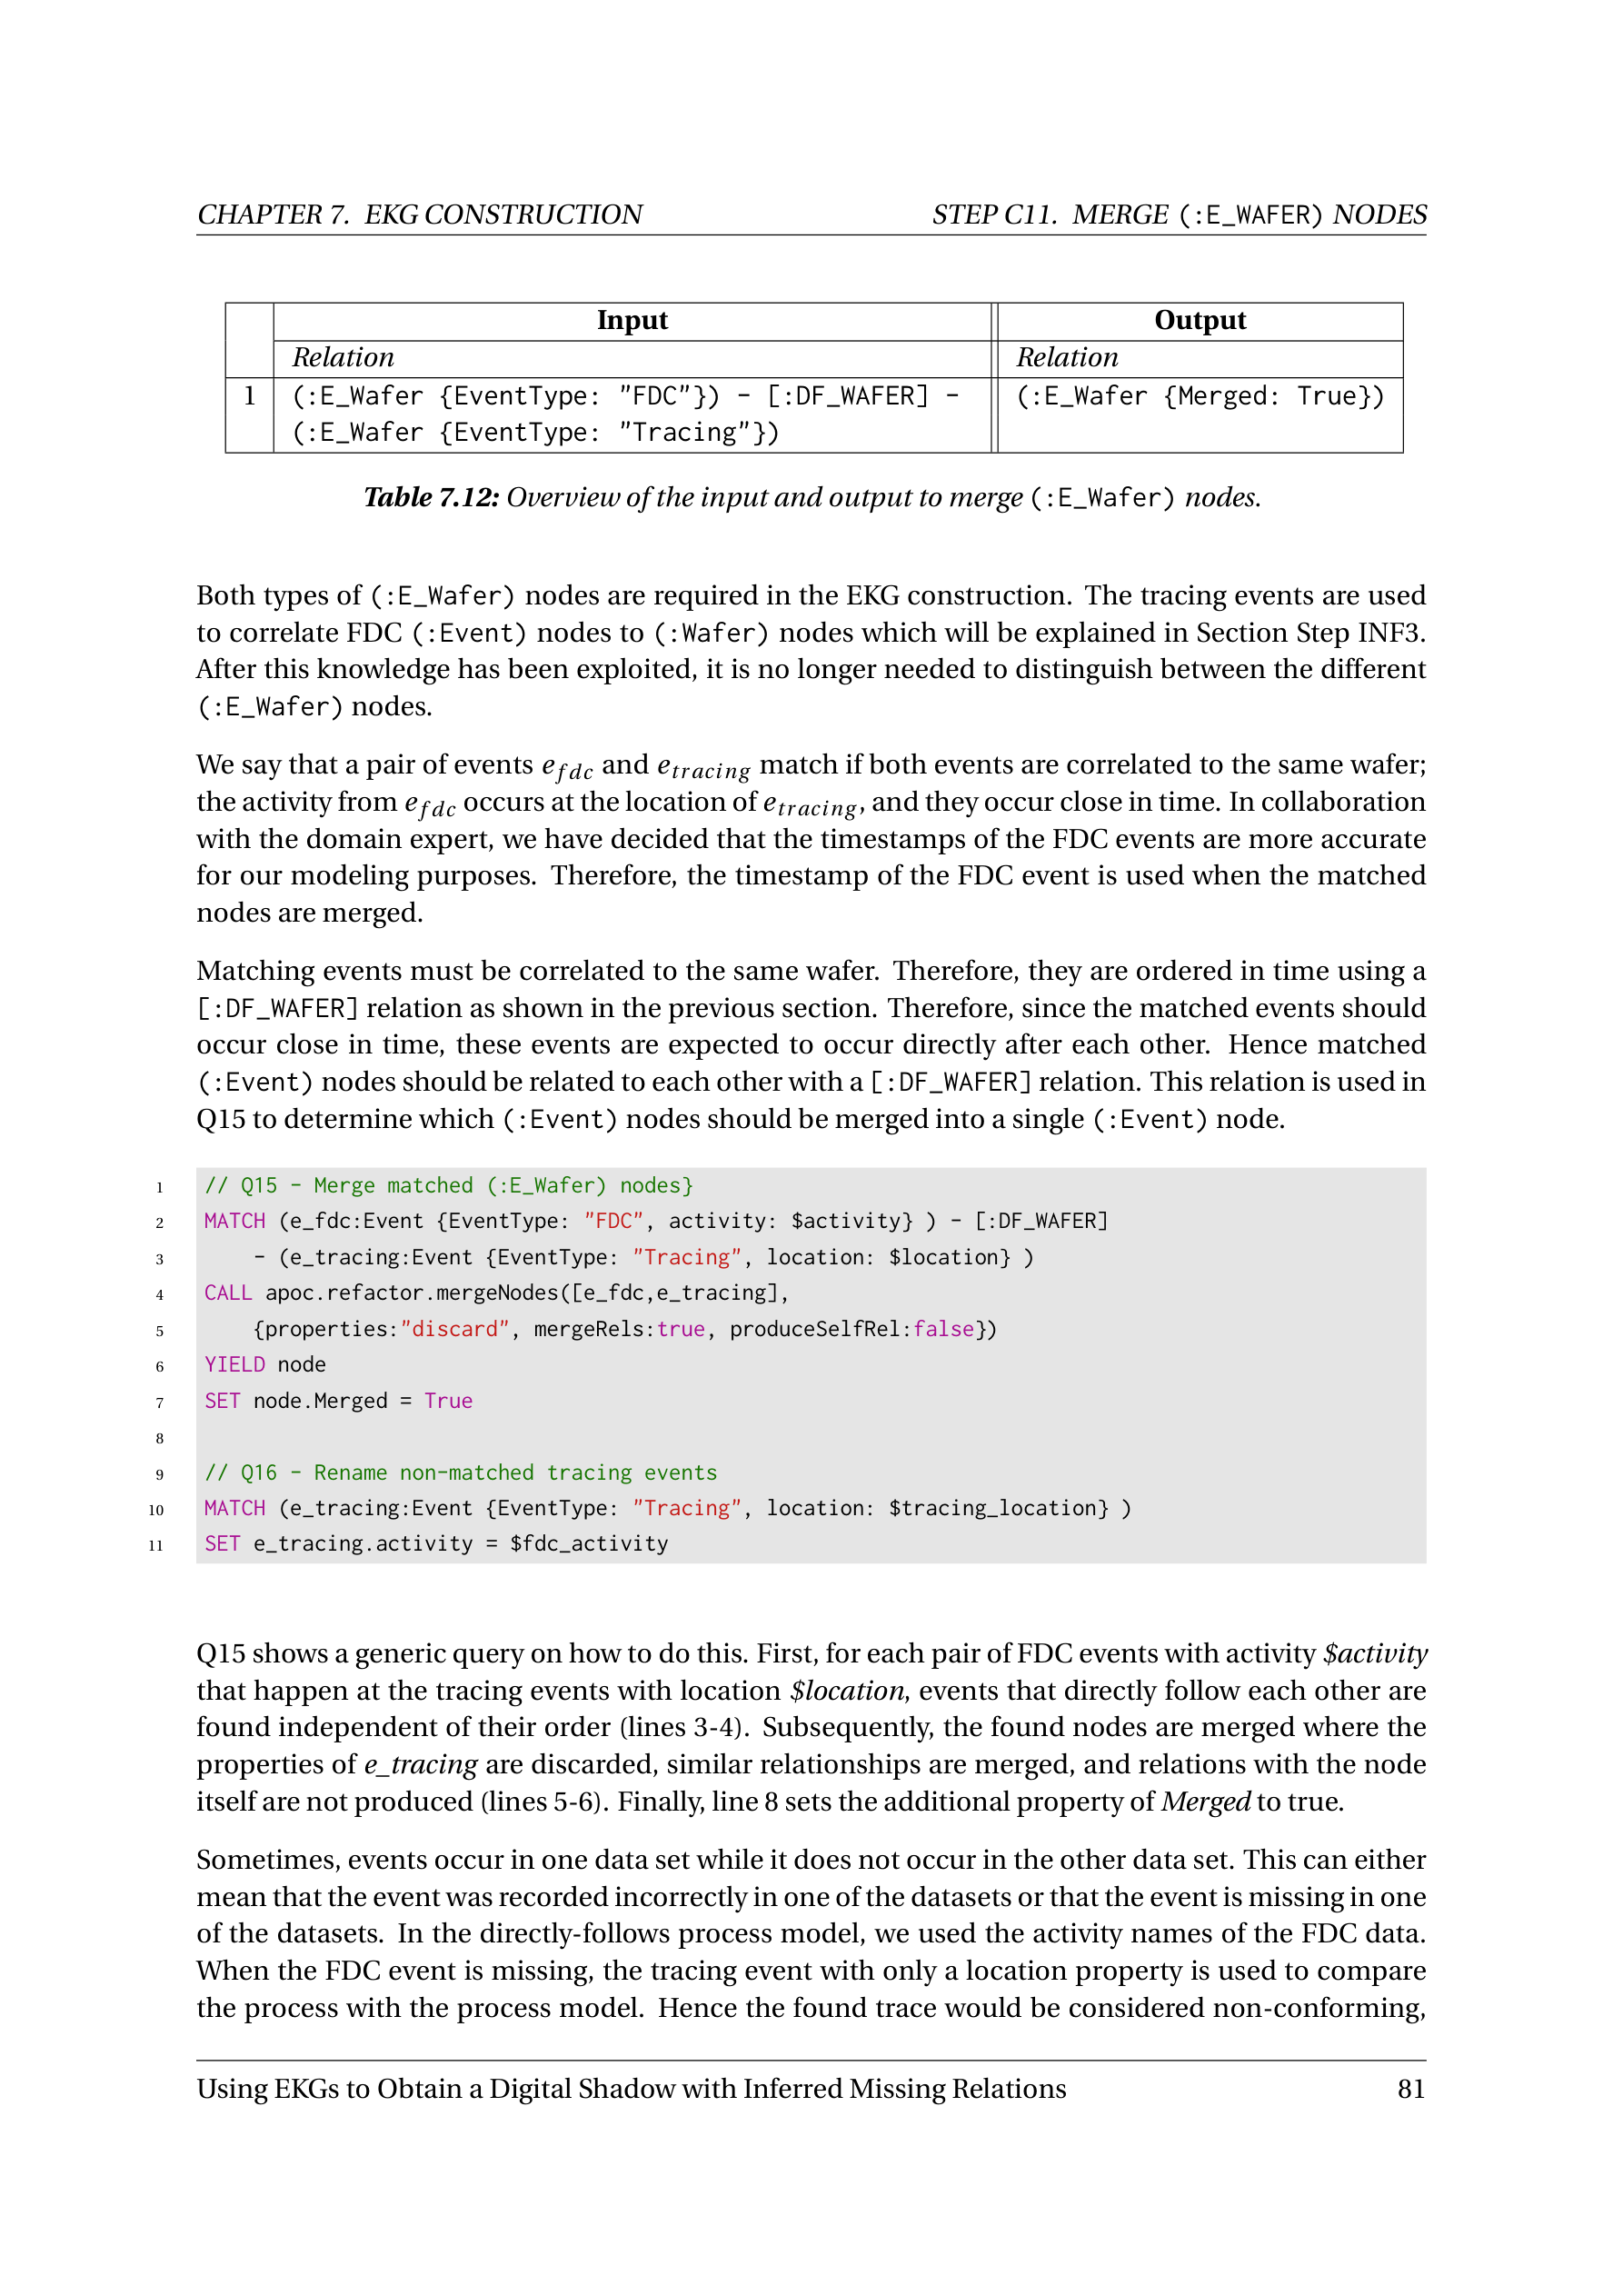 CHAPTER 7. EKG CONSTRUCTION STEP C11. MERGE (:E_WAFER) NODES
Input Output
Relation Relation
1 (:E_Wafer {EventType: "FDC"}) - [:DF_WAFER] - (:E_Wafer {Merged: True})
(:E_Wafer {EventType: "Tracing"})
Table 7.12: Overview of the input and output to merge (:E_Wafer) nodes.
Both types of (:E_Wafer) nodes are required in the EKG construction. The tracing events are used
to correlate FDC (:Event) nodes to (:Wafer) nodes which will be explained in Section Step INF3.
After this knowledge has been exploited, it is no longer needed to distinguish between the different
(:E_Wafer) nodes.
We say that a pair of events e_fdc and e_tracing match if both events are correlated to the same wafer;
the activity from e_fdc occurs at the location of e_tracing, and they occur close in time. In collaboration
with the domain expert, we have decided that the timestamps of the FDC events are more accurate
for our modeling purposes. Therefore, the timestamp of the FDC event is used when the matched
nodes are merged.
Matching events must be correlated to the same wafer. Therefore, they are ordered in time using a
[:DF_WAFER] relation as shown in the previous section. Therefore, since the matched events should
occur close in time, these events are expected to occur directly after each other. Hence matched
(:Event) nodes should be related to each other with a [:DF_WAFER] relation. This relation is used in
Q15 to determine which (:Event) nodes should be merged into a single (:Event) node.
1 // Q15 - Merge matched (:E_Wafer) nodes}
2 MATCH (e_fdc:Event {EventType: "FDC", activity: $activity} ) - [:DF_WAFER]
3 - (e_tracing:Event {EventType: "Tracing", location: $location} )
4 CALL apoc.refactor.mergeNodes([e_fdc,e_tracing],
5 {properties:"discard", mergeRels:true, produceSelfRel:false})
6 YIELD node
7 SET node.Merged = True
8
9 // Q16 - Rename non-matched tracing events
10 MATCH (e_tracing:Event {EventType: "Tracing", location: $tracing_location} )
11 SET e_tracing.activity = $fdc_activity
Q15 shows a generic query on how to do this. First, for each pair of FDC events with activity $activity
that happen at the tracing events with location $location, events that directly follow each other are
found independent of their order (lines 3-4). Subsequently, the found nodes are merged where the
properties of e_tracing are discarded, similar relationships are merged, and relations with the node
itself are not produced (lines 5-6). Finally, line 8 sets the additional property of Merged to true.
Sometimes, events occur in one data set while it does not occur in the other data set. This can either
mean that the event was recorded incorrectly in one of the datasets or that the event is missing in one
of the datasets. In the directly-follows process model, we used the activity names of the FDC data.
When the FDC event is missing, the tracing event with only a location property is used to compare
the process with the process model. Hence the found trace would be considered non-conforming,
Using EKGs to Obtain a Digital Shadow with Inferred Missing Relations 81